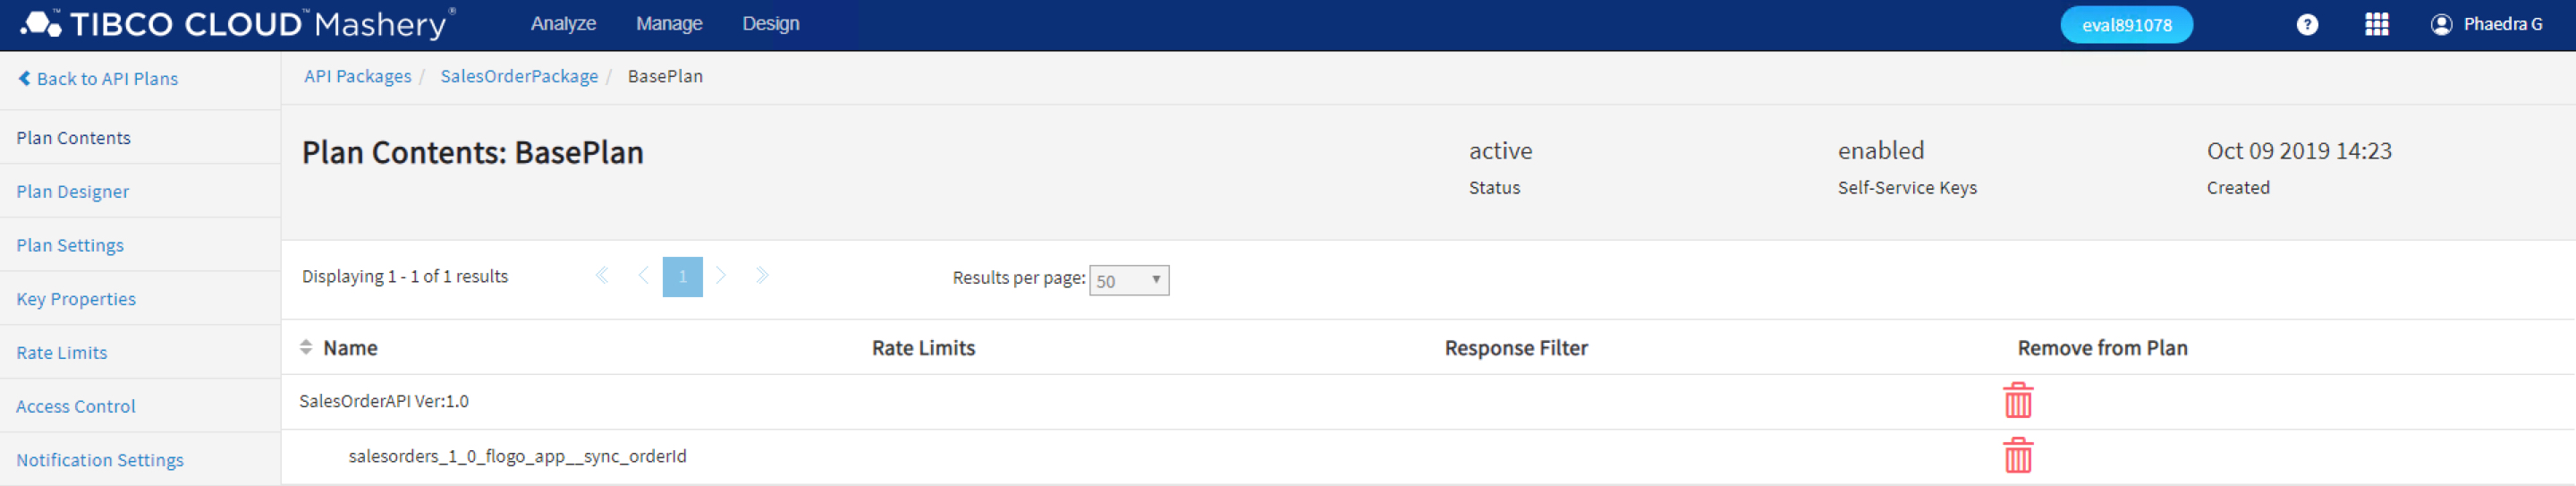 TIBCO CLOUD™ Mashery® Analyze Manage Design eval891078 ? Phaedra G
Back to API Plans
API Packages / SalesOrderPackage / BasePlan
Plan Contents
Plan Designer
Plan Settings
Key Properties
Rate Limits
Access Control
Notification Settings
Plan Contents: BasePlan
active
Status
enabled
Self-Service Keys
Oct 09 2019 14:23
Created
Displaying 1 - 1 of 1 results
1
Results per page: 50
Name Rate Limits Response Filter Remove from Plan
SalesOrderAPI Ver:1.0
salesorders_1_0_flogo_app__sync_orderId